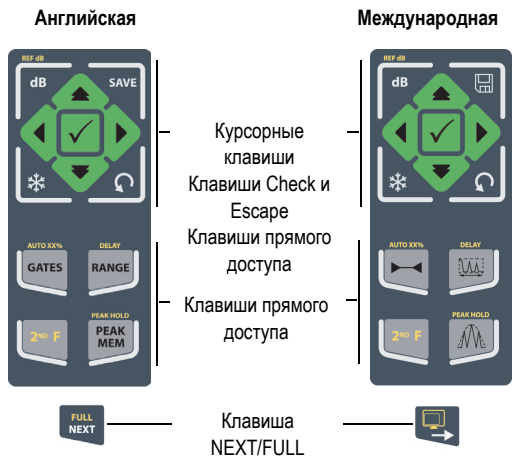 Английская
Международная
REF dB
dB
SAVE
REF dB
dB
Курсорные
клавиши
Клавиши Check и
Escape
Клавиши прямого
доступа
AUTO XX%
DELAY
GATES
RANGE
PEAK HOLD
2ND F
PEAK
MEM
Клавиши прямого
доступа
AUTO XX%
DELAY
PEAK HOLD
2ND F
FULL
NEXT
Клавиша
NEXT/FULL